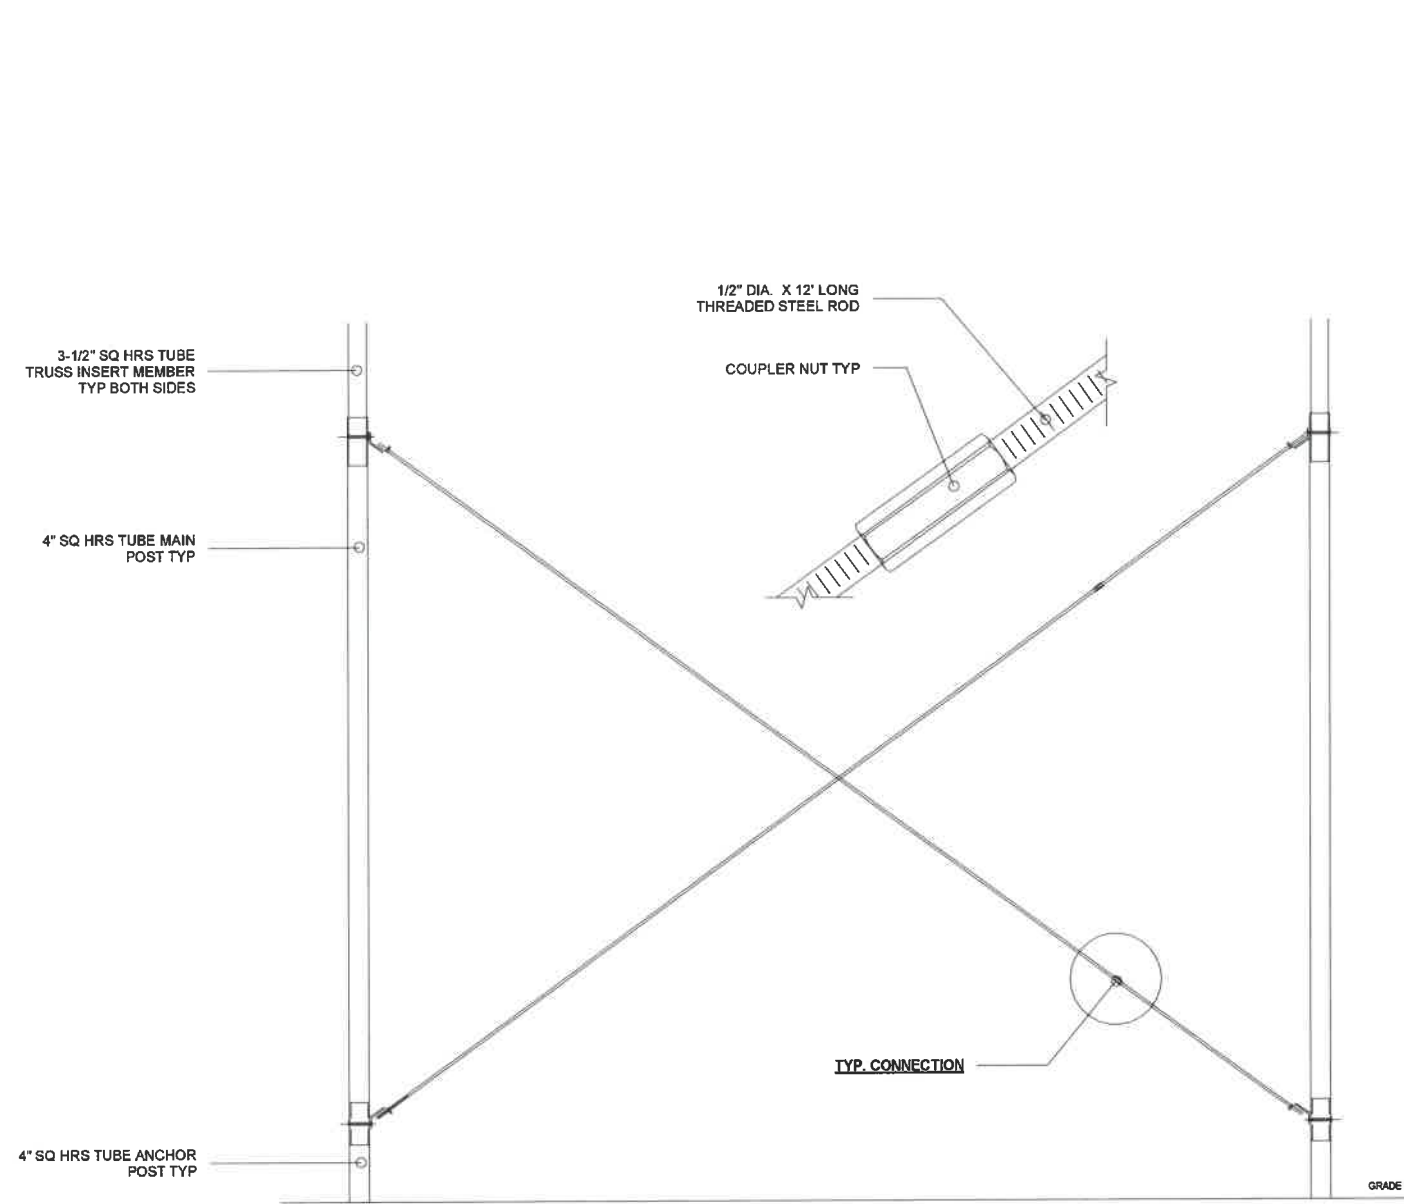 1/2" DIA. X 12' LONG
THREADED STEEL ROD
3-1/2" SQ HRS TUBE
TRUSS INSERT MEMBER
TYP BOTH SIDES
COUPLER NUT TYP
4" SQ HRS TUBE MAIN
POST TYP
TYP. CONNECTION
4" SQ HRS TUBE ANCHOR
POST TYP
GRADE